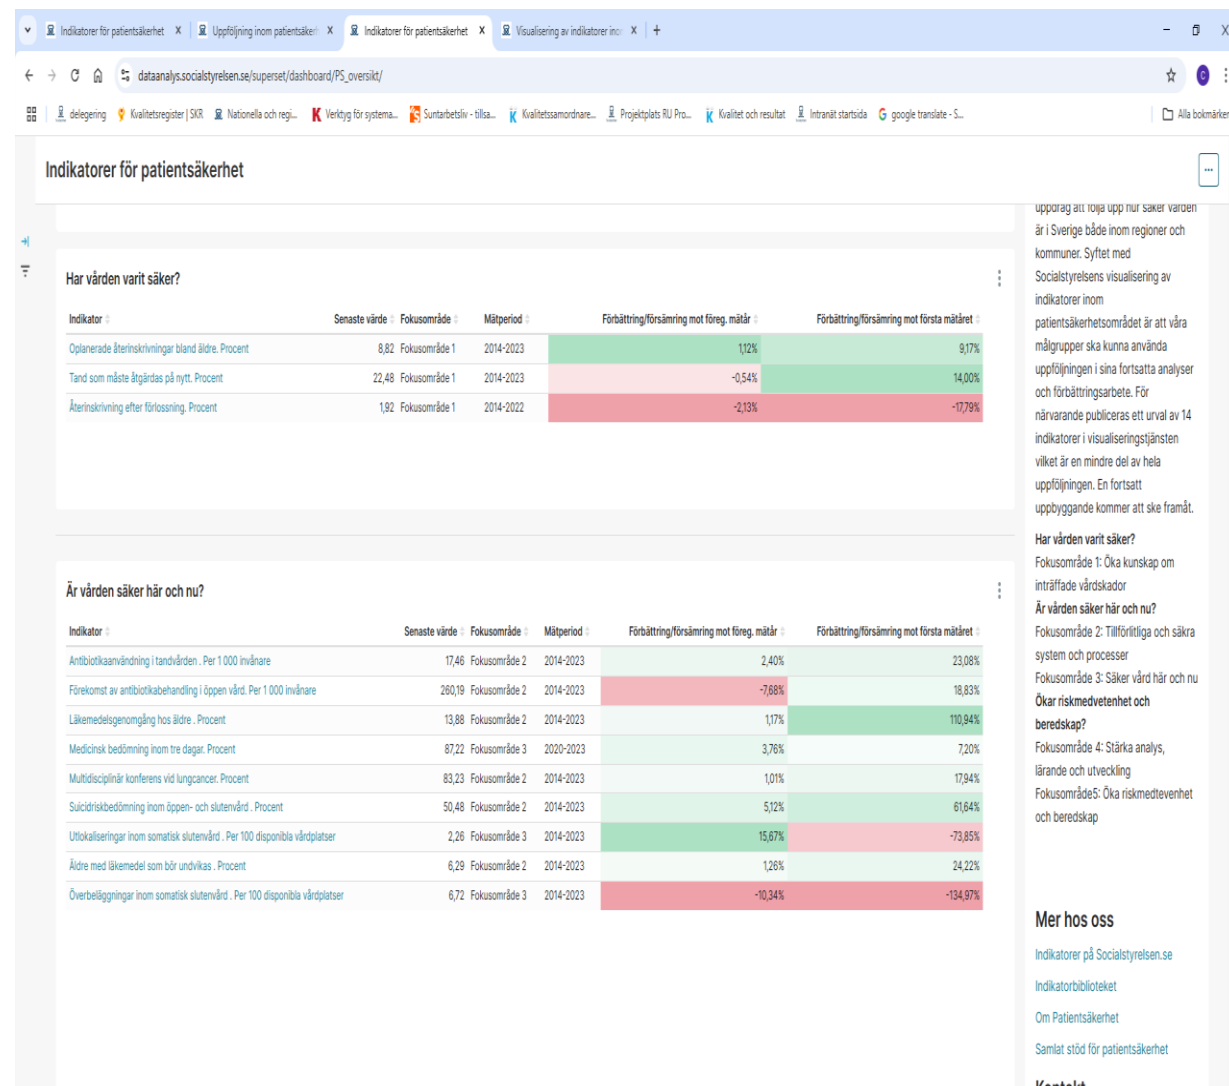 Indikatorer för patientsäkerhet X
Uppföljning inom patientsäker X
Indikatorer för patientsäkerhet X
Visualisering av indikatorer ino X +
dataanalys.socialstyrelsen.se/superset/dashboard/PS_oversikt/
C
delegering Kvalitetsregister | SKR Nationella och regi... Verktyg för systema... Suntarbetsliv - tillsa... Kvalitetssamordnare... Projektplats RU Pro... Kvalitet och resultat Intranät startsida google translate - S... Alla bokmärken
Indikatorer för patientsäkerhet
...
Har vården varit säker?
Indikator Senaste värde Fokusområde Mätperiod Förbättring/försämring mot föreg. mätår Förbättring/försämring mot första mätåret
Oplanerade återinskrivningar bland äldre. Procent 8,82 Fokusområde 1 2014-2023 1,12% 9,17%
Tand som måste åtgärdas på nytt. Procent 22,48 Fokusområde 1 2014-2023 -0,54% 14,00%
Återinskrivning efter förlossning. Procent 1,92 Fokusområde 1 2014-2022 -2,13% -17,79%
Är vården säker här och nu?
Indikator Senaste värde Fokusområde Mätperiod Förbättring/försämring mot föreg. mätår Förbättring/försämring mot första mätåret
Antibiotikaanvändning i tandvården . Per 1 000 invånare 17,46 Fokusområde 2 2014-2023 2,40% 23,08%
Förekomst av antibiotikabehandling i öppen vård. Per 1 000 invånare 260,19 Fokusområde 2 2014-2023 -7,68% 18,83%
Läkemedelsgenomgång hos äldre . Procent 13,88 Fokusområde 2 2014-2023 1,17% 110,94%
Medicinsk bedömning inom tre dagar. Procent 87,22 Fokusområde 3 2020-2023 3,76% 7,20%
Multidisciplinär konferens vid lungcancer. Procent 83,23 Fokusområde 2 2014-2023 1,01% 17,94%
Suicidriskbedömning inom öppen- och slutenvård . Procent 50,48 Fokusområde 2 2014-2023 5,12% 61,64%
Utlokaliseringar inom somatisk slutenvård . Per 100 disponibla vårdplatser 2,26 Fokusområde 3 2014-2023 15,67% -73,85%
Äldre med läkemedel som bör undvikas . Procent 6,29 Fokusområde 2 2014-2023 1,26% 24,22%
Överbeläggningar inom somatisk slutenvård . Per 100 disponibla vårdplatser 6,72 Fokusområde 3 2014-2023 -10,34% -134,97%
uppdrag att följa upp hur säker vården
är i Sverige både inom regioner och
kommuner. Syftet med
Socialstyrelsens visualisering av
indikatorer inom
patientsäkerhetsområdet är att våra
målgrupper ska kunna använda
uppföljningen i sina fortsatta analyser
och förbättringsarbete. För
närvarande publiceras ett urval av 14
indikatorer i visualiseringstjänsten
vilket är en mindre del av hela
uppföljningen. En fortsatt
uppbyggande kommer att ske framåt.
Har vården varit säker?
Fokusområde 1: Öka kunskap om
inträffade vårdskador
Är vården säker här och nu?
Fokusområde 2: Tillförlitliga och säkra
system och processer
Fokusområde 3: Säker vård här och nu
Ökar riskmedvetenhet och
beredskap?
Fokusområde 4: Stärka analys,
lärande och utveckling
Fokusområde5: Öka riskmedtevenhet
och beredskap
Mer hos oss
Indikatorer på Socialstyrelsen.se
Indikatorbiblioteket
Om Patientsäkerhet
Samlat stöd för patientsäkerhet
Kontakt